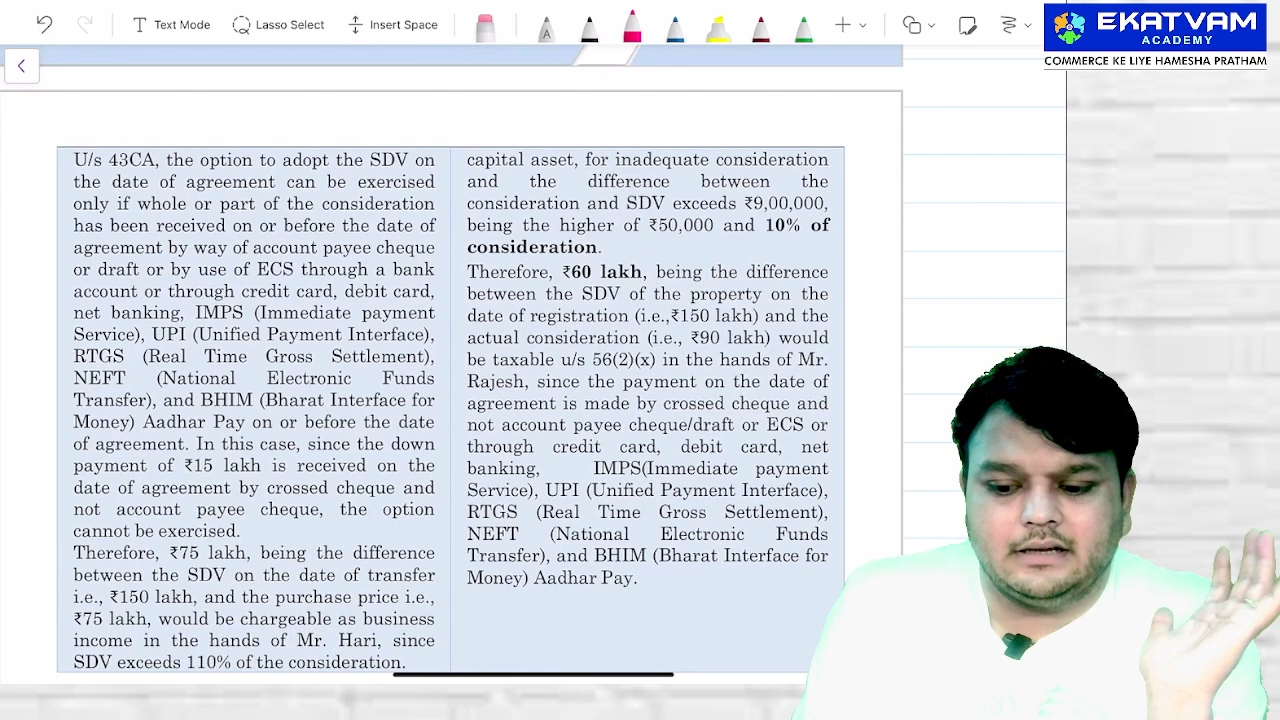 Text Mode
Lasso Select
Insert Space
A
EKATVAM
ACADEMY
COMMERCE KE LIYE HAMESHA PRATHAM
U/s 43CA, the option to adopt the SDV on
the date of agreement can be exercised
only if whole or part of the consideration
has been received on or before the date of
agreement by way of account payee cheque
or draft or by use of ECS through a bank
account or through credit card, debit card,
net banking, IMPS (Immediate payment
Service), UPI (Unified Payment Interface),
RTGS (Real Time Gross Settlement),
NEFT (National Electronic Funds
Transfer), and BHIM (Bharat Interface for
Money) Aadhar Pay on or before the date
of agreement. In this case, since the down
payment of ₹15 lakh is received on the
date of agreement by crossed cheque and
not account payee cheque, the option
cannot be exercised.
Therefore, ₹75 lakh, being the difference
between the SDV on the date of transfer
i.e., ₹150 lakh, and the purchase price i.e.,
₹75 lakh, would be chargeable as business
income in the hands of Mr. Hari, since
SDV exceeds 110% of the consideration.
capital asset, for inadequate consideration
and the difference between the
consideration and SDV exceeds ₹9,00,000,
being the higher of ₹50,000 and 10% of
consideration.
Therefore, ₹60 lakh, being the difference
between the SDV of the property on the
date of registration (i.e.,₹150 lakh) and the
actual consideration (i.e., ₹90 lakh) would
be taxable u/s 56(2)(x) in the hands of Mr.
Rajesh, since the payment on the date of
agreement is made by crossed cheque and
not account payee cheque/draft or ECS or
through credit card, debit card, net
banking, IMPS(Immediate payment
Service), UPI (Unified Payment Interface),
RTGS (Real Time Gross Settlement),
NEFT (National Electronic Funds
Transfer), and BHIM (Bharat Interface for
Money) Aadhar Pay.